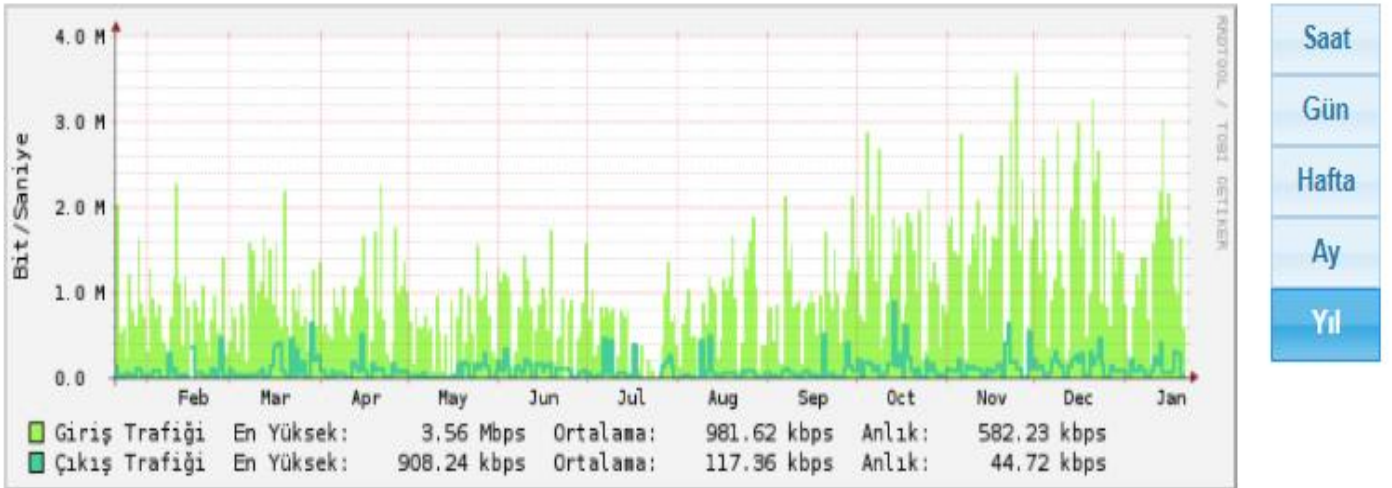 4.0 M
3.0 M
2.0 M
1.0 M
0.0
Bit/Saniye
Feb Mar Apr May Jun Jul Aug Sep Oct Nov Dec Jan
RRDTOOL / TOBI OETIKER
Giriş Trafiği En Yüksek: 3.56 Mbps Ortalama: 981.62 kbps Anlık: 582.23 kbps
Çıkış Trafiği En Yüksek: 908.24 kbps Ortalama: 117.36 kbps Anlık: 44.72 kbps
Saat
Gün
Hafta
Ay
Yıl